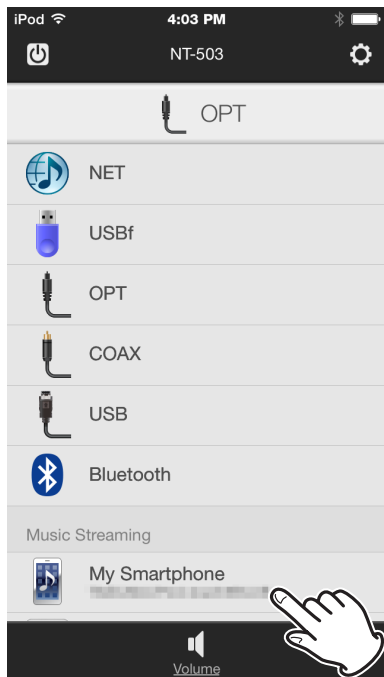 iPod 4:03 PM
NT-503
OPT
NET
USBf
OPT
COAX
USB
Bluetooth
Music Streaming
My Smartphone
Volume